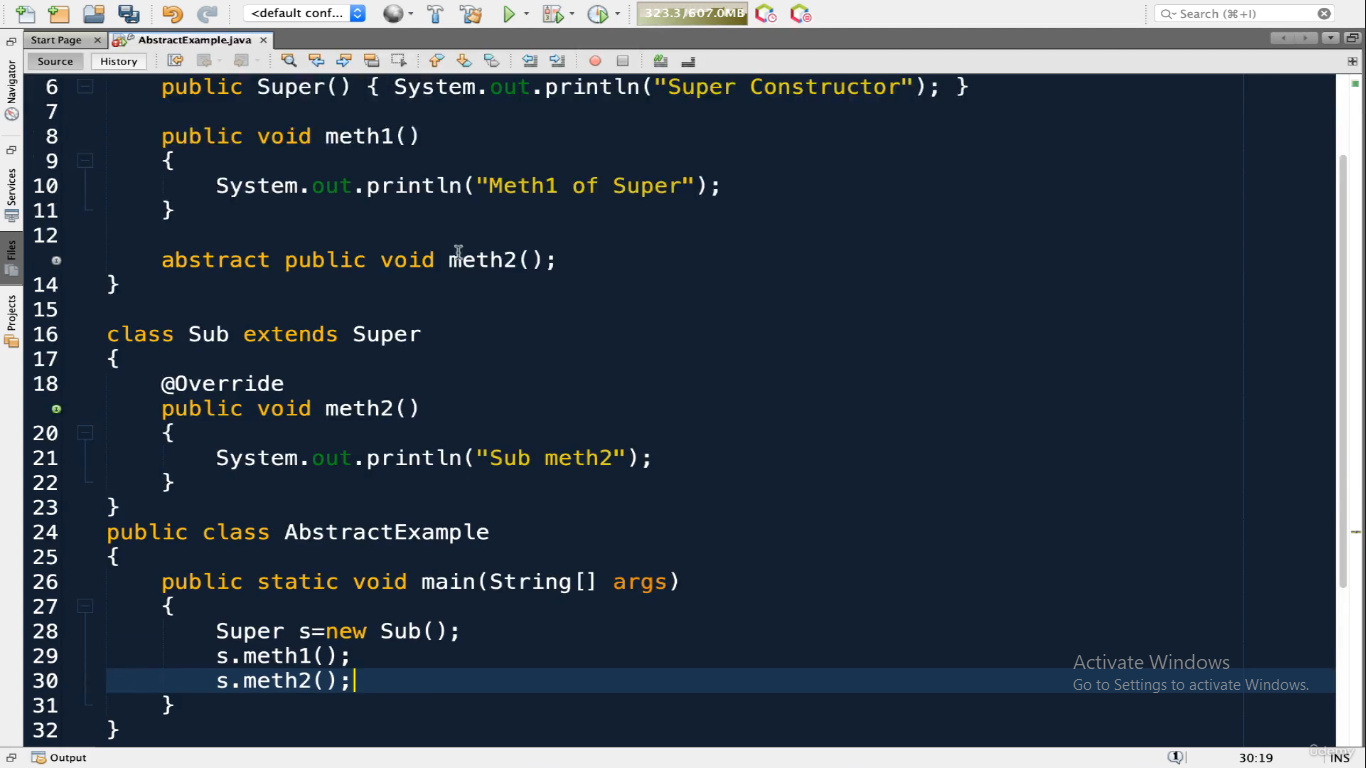 <default conf...
323.3/607.0MB
Search (⌘+I)
Start Page
AbstractExample.java
Source
History
Navigator
Services
Files
Projects
6 public Super() { System.out.println("Super Constructor"); }
7
8 public void meth1()
9 {
10 System.out.println("Meth1 of Super");
11 }
12
abstract public void meth2();
14 }
15
16 class Sub extends Super
17 {
18 @Override
public void meth2()
20 {
21 System.out.println("Sub meth2");
22 }
23 }
24 public class AbstractExample
25 {
26 public static void main(String[] args)
27 {
28 Super s=new Sub();
29 s.meth1();
30 s.meth2();
31 }
32 }
Activate Windows
Go to Settings to activate Windows.
Output
1
30:19
INS